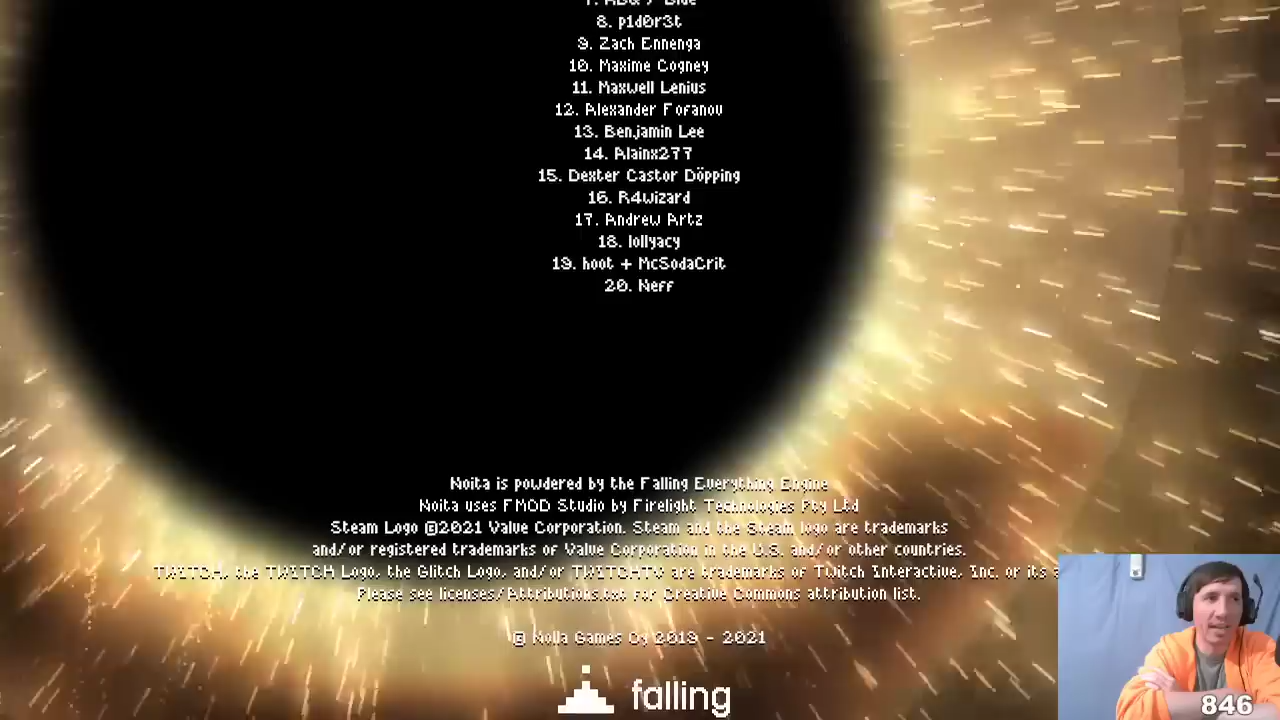 8. p1d0r3t
9. Zach Ennenga
10. Maxime Cogney
11. Maxwell Lenius
12. Alexander Fofanov
13. Benjamin Lee
14. Alainx277
15. Dexter Castor Döpping
16. R4wizard
17. Andrew Artz
18. lollyacy
19. hoot + McSodaCrit
20. Neff
Noita is powdered by the Falling Everything Engine
Noita uses FMOD Studio by Firelight Technologies Pty Ltd
Steam Logo ©2021 Valve Corporation. Steam and the Steam logo are trademarks
and/or registered trademarks of Valve Corporation in the U.S. and/or other countries.
TWITCH, the TWITCH Logo, the Glitch Logo, and/or TWITCHTV are trademarks of Twitch Interactive, Inc. or its
Please see licenses/Attributions.txt for Creative Commons attribution list.
© Nolla Games Oy 2019 - 2021
falling
846